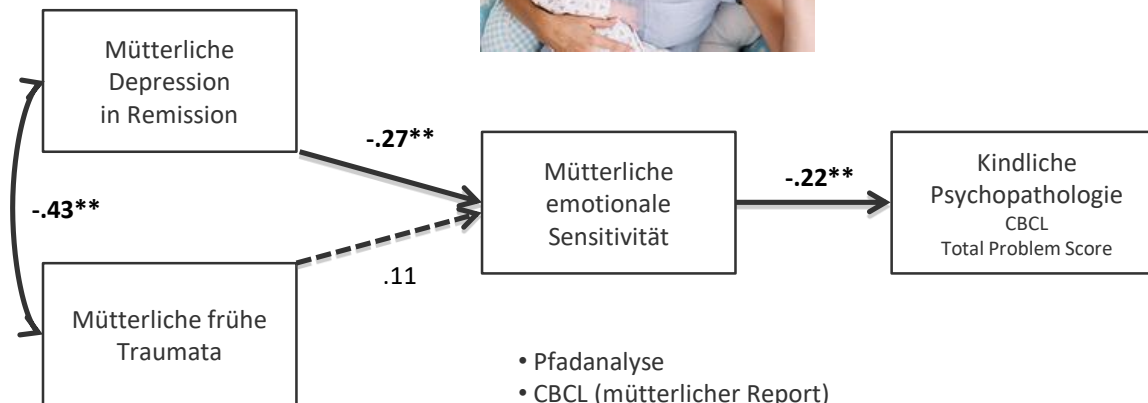 Mütterliche
Depression
in Remission
-.27**
-.43**
Mütterliche
emotionale
Sensitivität
-.22**
Kindliche
Psychopathologie
CBCL
Total Problem Score
.11
Mütterliche frühe
Traumata
• Pfadanalyse
• CBCL (mütterlicher Report)